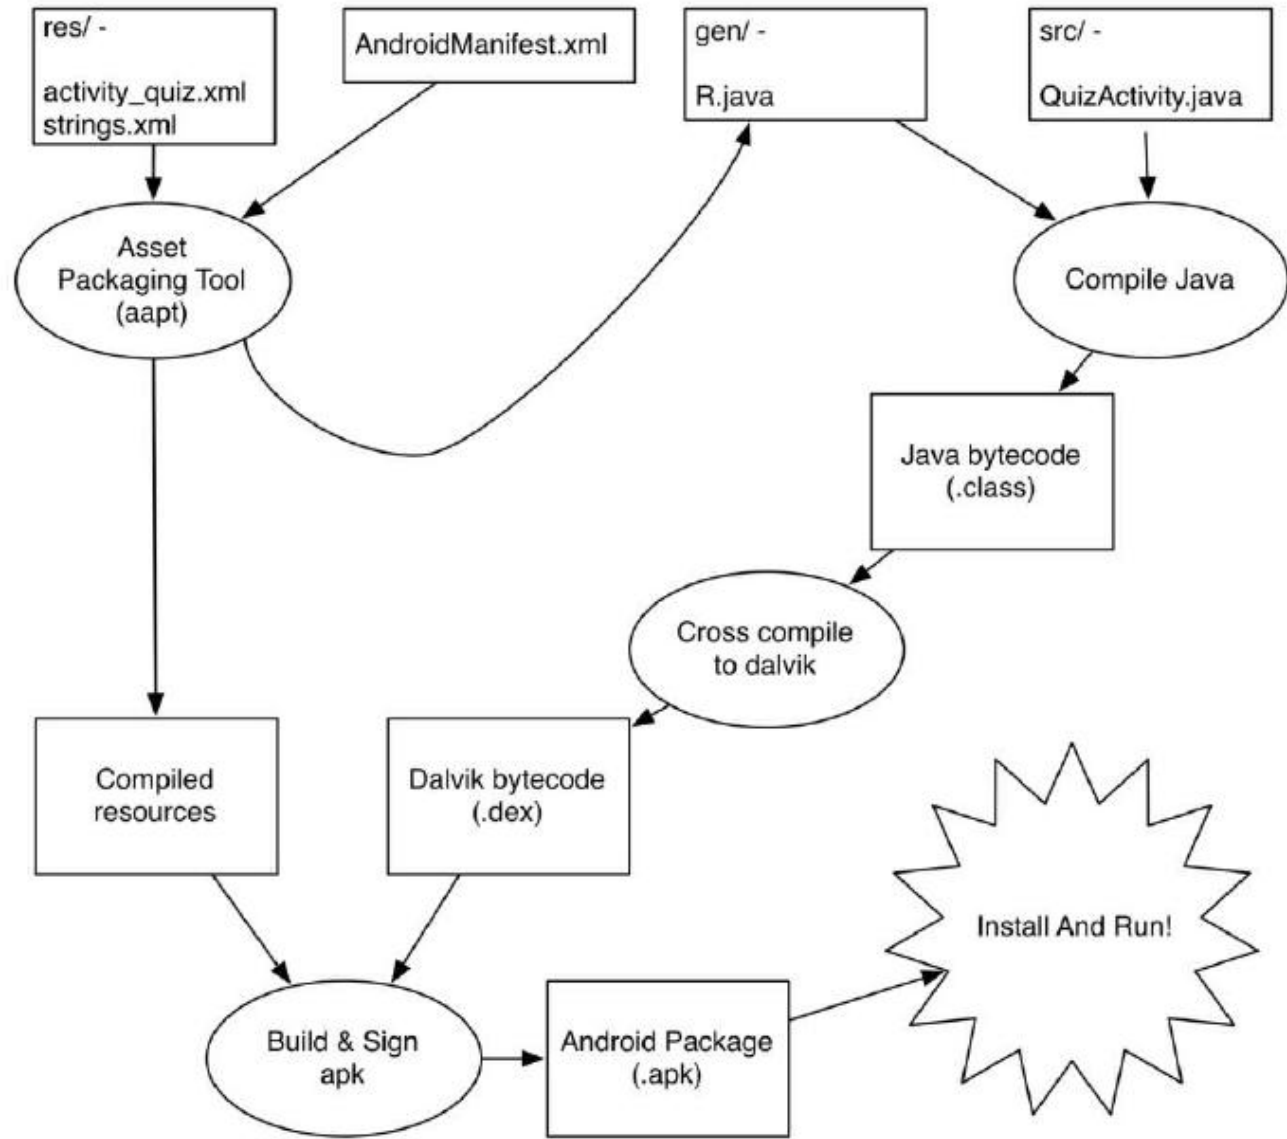 res/ -
activity_quiz.xml
strings.xml
AndroidManifest.xml
gen/ -
R.java
src/ -
QuizActivity.java
Asset
Packaging Tool
(aapt)
Compile Java
Java bytecode
(.class)
Cross compile
to dalvik
Compiled
resources
Dalvik bytecode
(.dex)
Install And Run!
Build & Sign
apk
Android Package
(.apk)